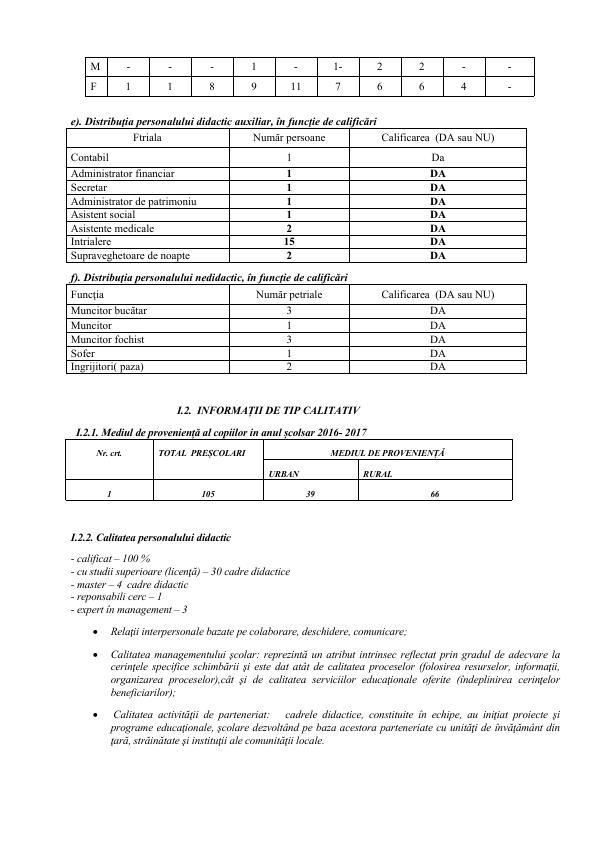 M - - - 1 - 1- 2 2 - -
F 1 1 8 9 11 7 6 6 4 -
e). Distribuţia personalului didactic auxiliar, în funcţie de calificări
Ftriala Număr persoane Calificarea (DA sau NU)
Contabil 1 Da
Administrator financiar 1 DA
Secretar 1 DA
Administrator de patrimoniu 1 DA
Asistent social 1 DA
Asistente medicale 2 DA
Intrialere 15 DA
Supraveghetoare de noapte 2 DA
f). Distribuţia personalului nedidactic, în funcţie de calificări
Funcţia Număr petriale Calificarea (DA sau NU)
Muncitor bucătar 3 DA
Muncitor 1 DA
Muncitor fochist 3 DA
Sofer 1 DA
Ingrijitori( paza) 2 DA
I.2. INFORMAŢII DE TIP CALITATIV
I.2.1. Mediul de provenienţă al copiilor in anul şcolsar 2016- 2017
Nr. crt. TOTAL PREŞCOLARI MEDIUL DE PROVENIENŢĂ
URBAN RURAL
1 105 39 66
I.2.2. Calitatea personalului didactic
- calificat – 100 %
- cu studii superioare (licenţă) – 30 cadre didactice
- master – 4 cadre didactic
- reponsabili cerc – 1
- expert în management – 3
• Relaţii interpersonale bazate pe colaborare, deschidere, comunicare;
• Calitatea managementului şcolar: reprezintă un atribut intrinsec reflectat prin gradul de adecvare la
cerinţele specifice schimbării şi este dat atât de calitatea proceselor (folosirea resurselor, informaţii,
organizarea proceselor),cât şi de calitatea serviciilor educaţionale oferite (îndeplinirea cerinţelor
beneficiarilor);
• Calitatea activităţii de parteneriat: cadrele didactice, constituite în echipe, au iniţiat proiecte şi
programe educaţionale, şcolare dezvoltând pe baza acestora parteneriate cu unităţi de învăţământ din
ţară, străinătate şi instituţii ale comunităţii locale.